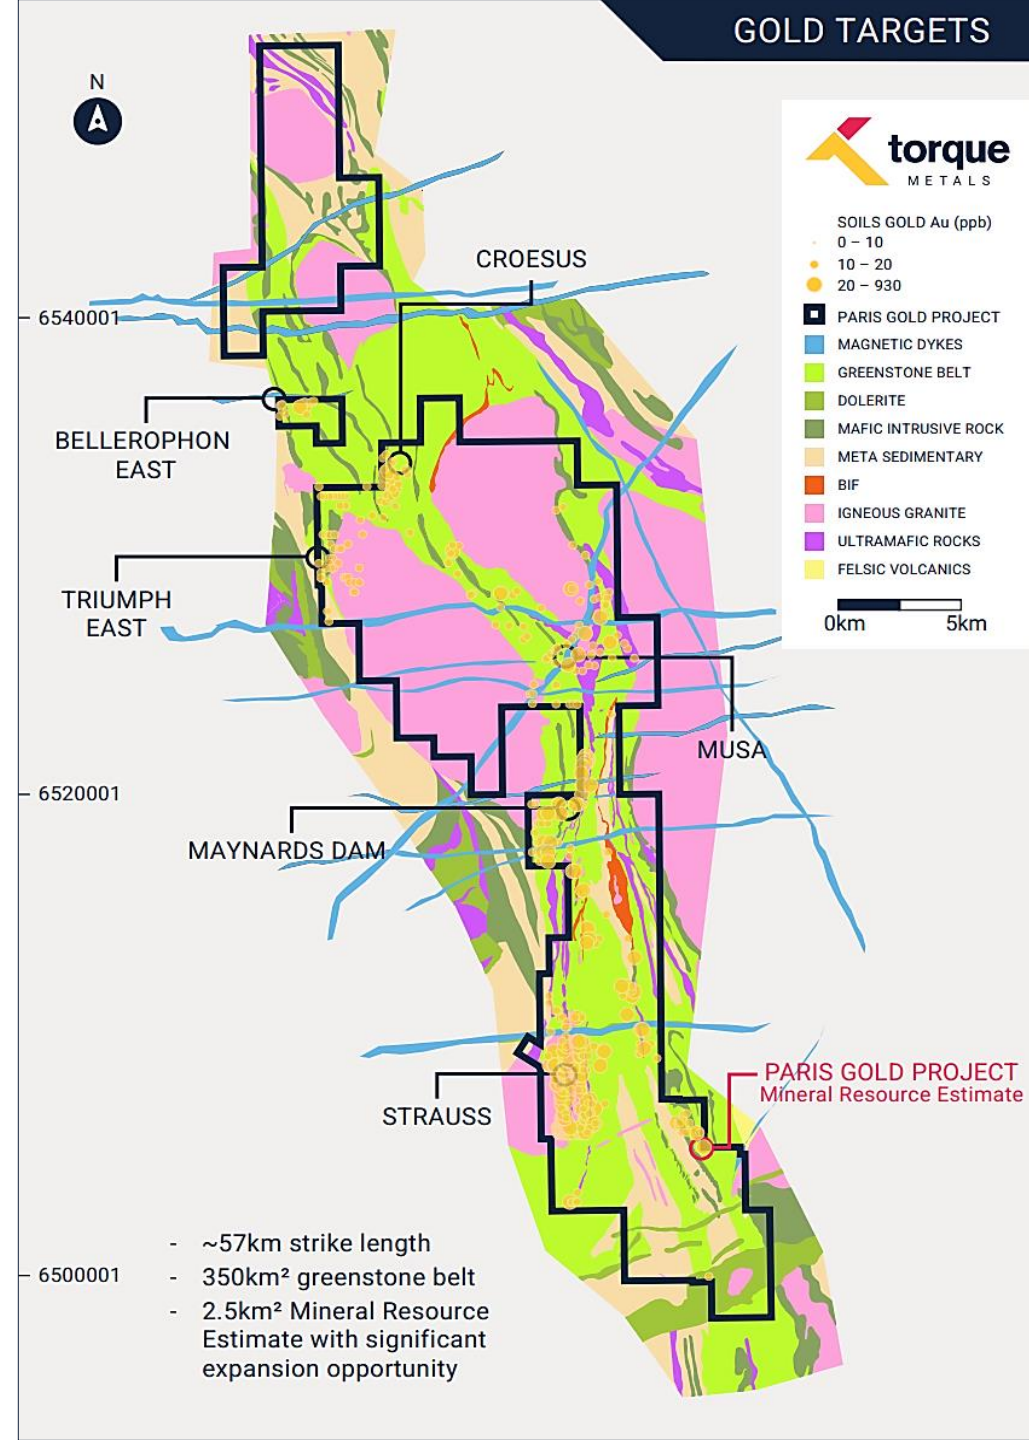 GOLD TARGETS
N
torque
METALS
SOILS GOLD Au (ppb)
0 – 10
10 – 20
20 – 930
PARIS GOLD PROJECT
MAGNETIC DYKES
GREENSTONE BELT
DOLERITE
MAFIC INTRUSIVE ROCK
META SEDIMENTARY
BIF
IGNEOUS GRANITE
ULTRAMAFIC ROCKS
FELSIC VOLCANICS
0km 5km
CROESUS
6540001
BELLEROPHON
EAST
TRIUMPH
EAST
MUSA
6520001
MAYNARDS DAM
STRAUSS
PARIS GOLD PROJECT
Mineral Resource Estimate
6500001
- ~57km strike length
- 350km² greenstone belt
- 2.5km² Mineral Resource
Estimate with significant
expansion opportunity